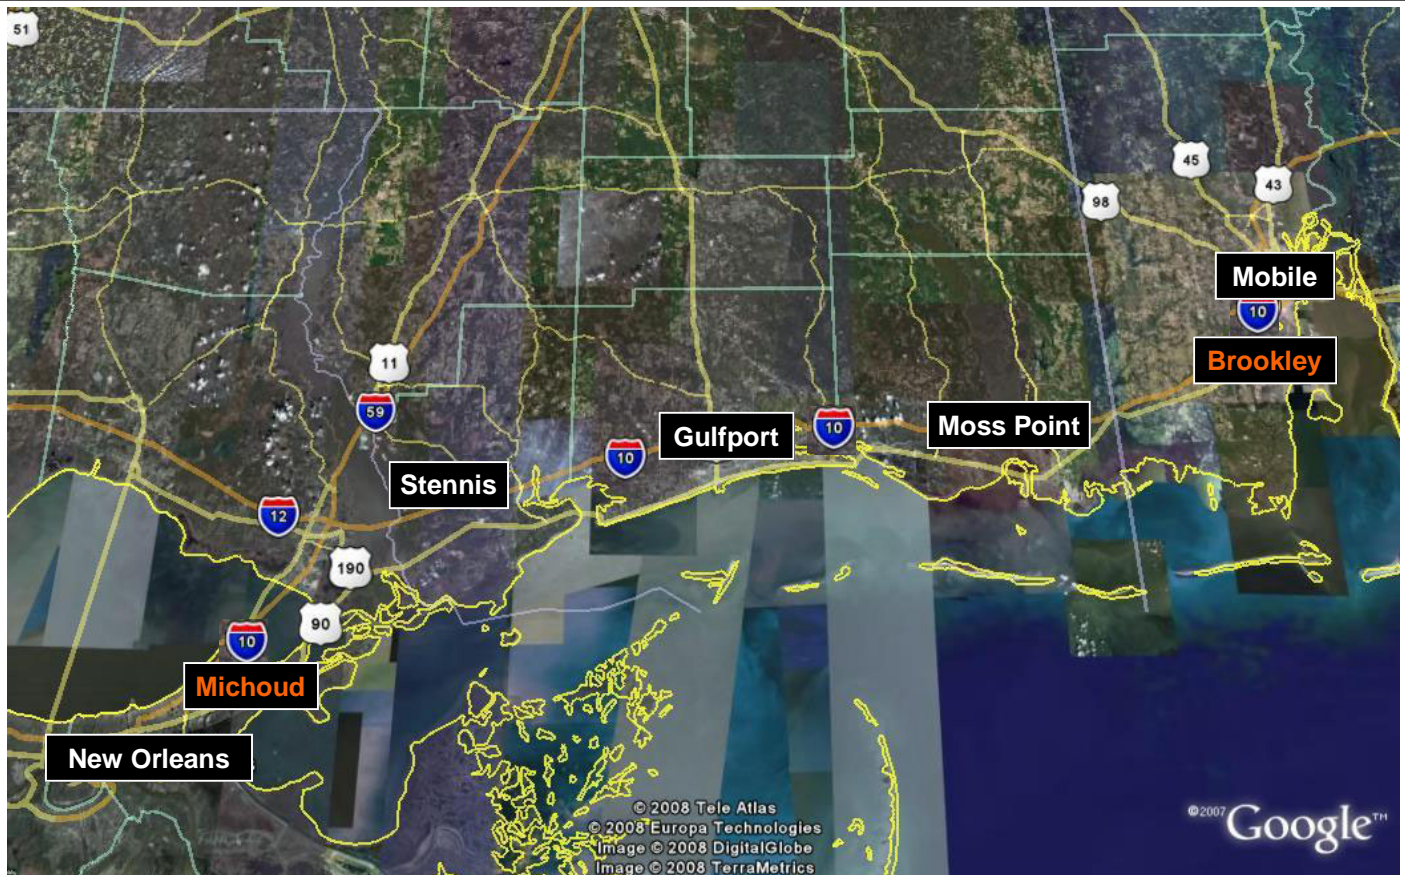 51
45
43
98
Mobile
10
Brookley
11
59
Gulfport
10
Moss Point
10
Stennis
12
190
90
10
Michoud
New Orleans
© 2008 Tele Atlas
© 2008 Europa Technologies
Image © 2008 DigitalGlobe
Image © 2008 TerraMetrics
©2007 Google™